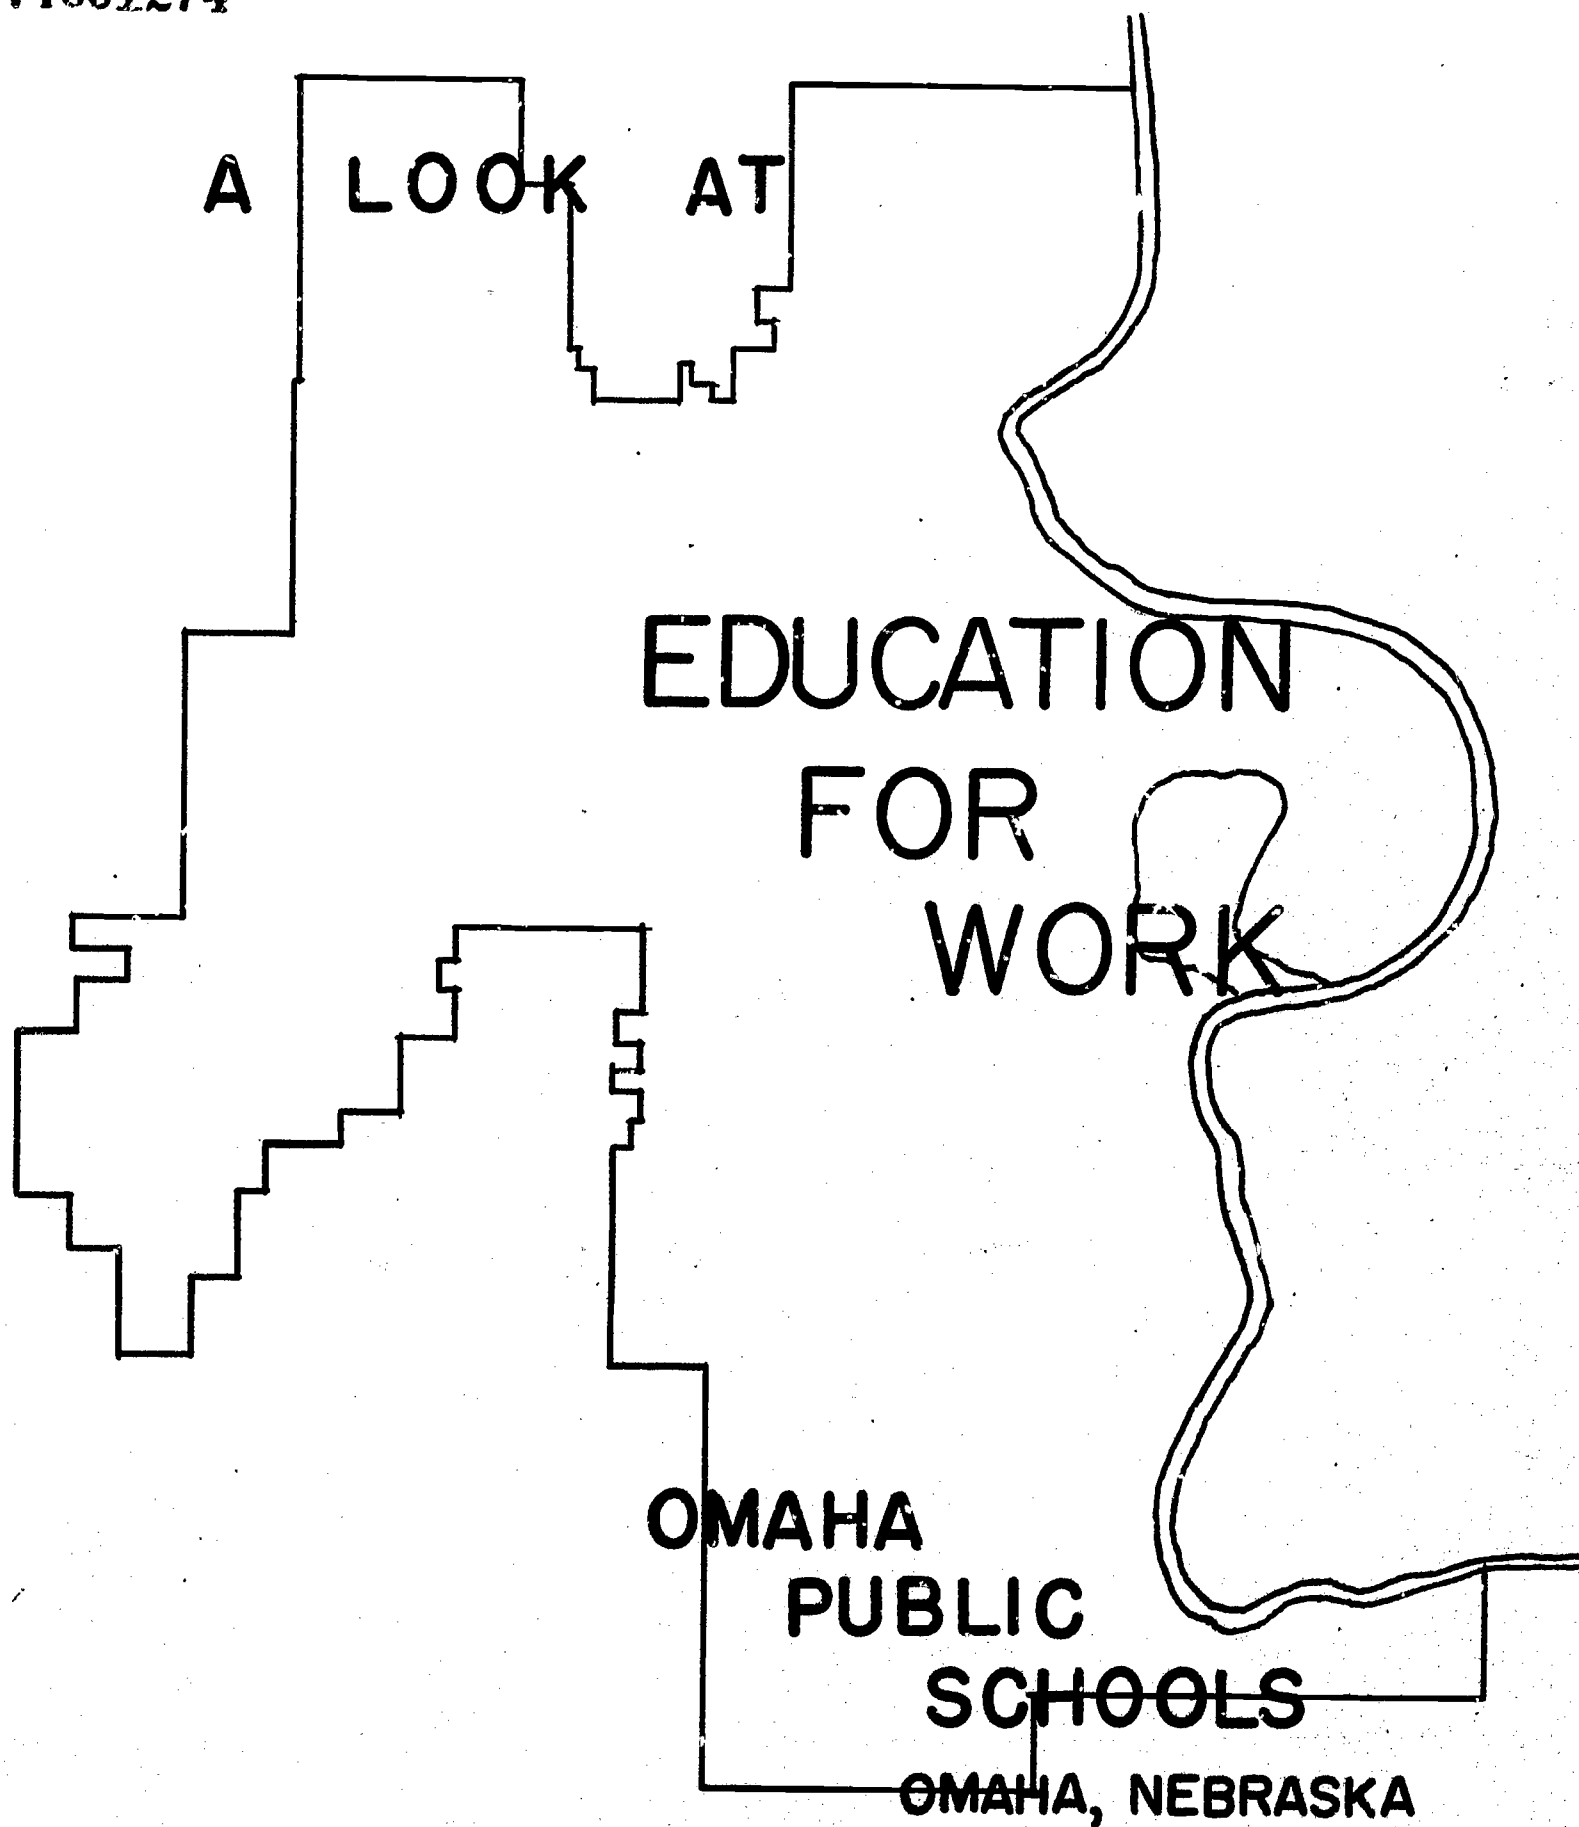 A LOOK AT
EDUCATION
FOR
WORK
OMAHA
PUBLIC
SCHOOLS
OMAHA, NEBRASKA